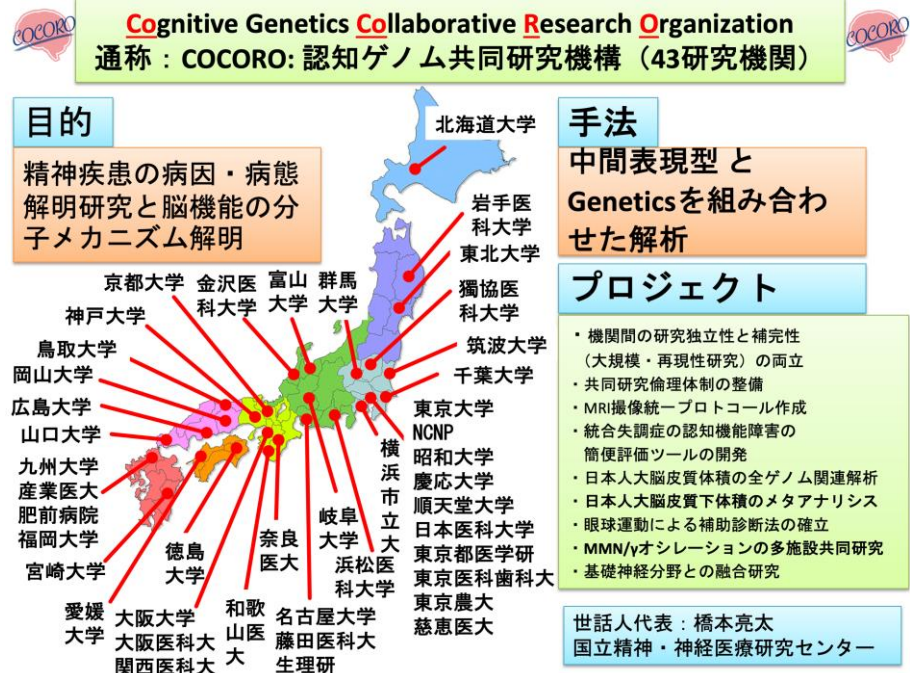 COCORO
Cognitive Genetics Collaborative Research Organization
COCORO
通称：COCORO: 認知ゲノム共同研究機構（43研究機関）
目的
精神疾患の病因・病態
解明研究と脳機能の分
子メカニズム解明
手法
中間表現型 と
Geneticsを組み合わ
せた解析
プロジェクト
・機関間の研究独立性と補完性
（大規模・再現性研究）の両立
・共同研究倫理体制の整備
・MRI撮像統一プロトコール作成
・統合失調症の認知機能障害の
簡便評価ツールの開発
・日本人大脳皮質体積の全ゲノム関連解析
・日本人大脳皮質下体積のメタアナリシス
・眼球運動による補助診断法の確立
・MMN/γオシレーションの多施設共同研究
・基礎神経分野との融合研究
世話人代表：橋本亮太
国立精神・神経医療研究センター
北海道大学
岩手医
科大学
東北大学
獨協医
科大学
筑波大学
千葉大学
東京大学
NCNP
昭和大学
慶応大学
順天堂大学
日本医科大学
東京都医学研
東京医科歯科大
東京農大
慈恵医大
横浜市立大
群馬
大学
富山
大学
金沢医
科大学
京都大学
神戸大学
鳥取大学
岡山大学
広島大学
山口大学
九州大学
産業医大
肥前病院
福岡大学
宮崎大学
愛媛
大学
徳島
大学
大阪大学
大阪医科大
関西医科大
和歌
山医
大
奈良
医大
名古屋大学
藤田医科大
生理研
岐阜
大学
浜松医
科大学